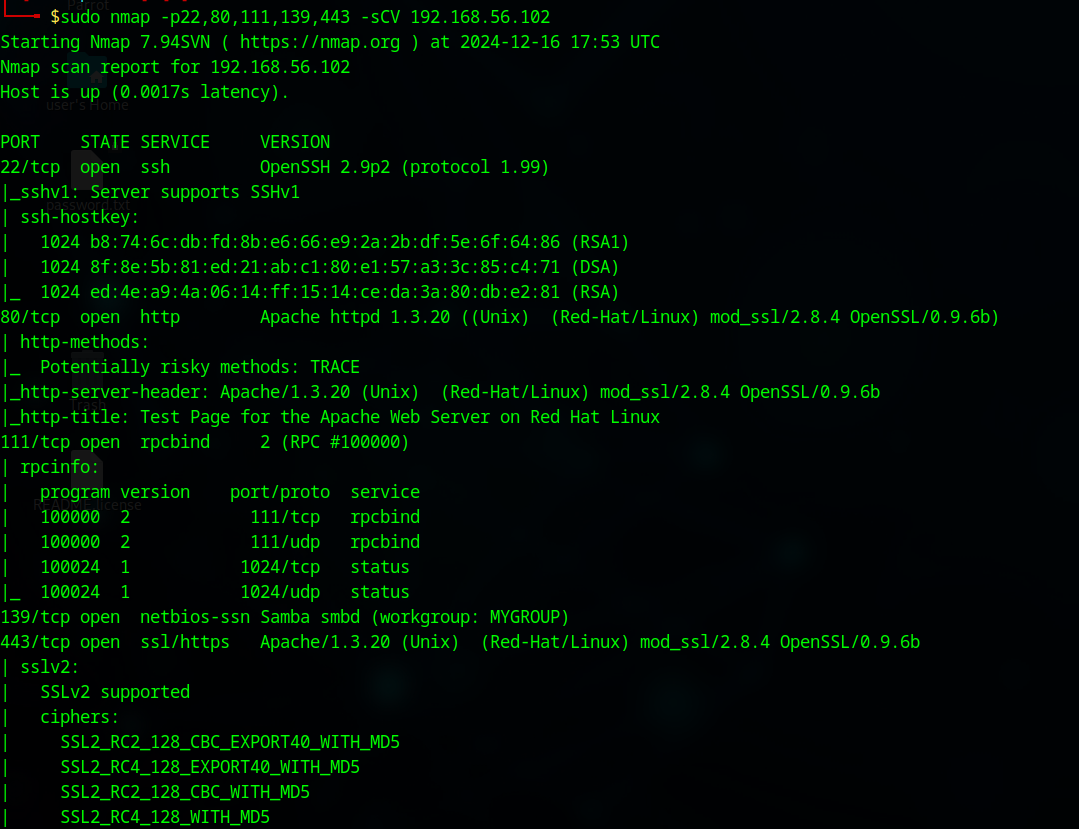 Parrot
$sudo nmap -p22,80,111,139,443 -sCV 192.168.56.102
Starting Nmap 7.94SVN ( https://nmap.org ) at 2024-12-16 17:53 UTC
Nmap scan report for 192.168.56.102
Host is up (0.0017s latency).
user's Home
PORT    STATE SERVICE     VERSION
22/tcp  open  ssh         OpenSSH 2.9p2 (protocol 1.99)
|_sshv1: Server supports SSHv1
password.txt
| ssh-hostkey:
|   1024 b8:74:6c:db:fd:8b:e6:66:e9:2a:2b:df:5e:6f:64:86 (RSA1)
|   1024 8f:8e:5b:81:ed:21:ab:c1:80:e1:57:a3:3c:85:c4:71 (DSA)
|_  1024 ed:4e:a9:4a:06:14:ff:15:14:ce:da:3a:80:db:e2:81 (RSA)
80/tcp  open  http        Apache httpd 1.3.20 ((Unix)  (Red-Hat/Linux) mod_ssl/2.8.4 OpenSSL/0.9.6b)
| http-methods:
|_  Potentially risky methods: TRACE
|_http-server-header: Apache/1.3.20 (Unix)  (Red-Hat/Linux) mod_ssl/2.8.4 OpenSSL/0.9.6b
Trash
|_http-title: Test Page for the Apache Web Server on Red Hat Linux
111/tcp open  rpcbind     2 (RPC #100000)
| rpcinfo:
|   program version    port/proto  service
|   100000  2            111/tcp   rpcbind
|   100000  2            111/udp   rpcbind
|   100024  1           1024/tcp   status
|_  100024  1           1024/udp   status
139/tcp open  netbios-ssn Samba smbd (workgroup: MYGROUP)
443/tcp open  ssl/https   Apache/1.3.20 (Unix)  (Red-Hat/Linux) mod_ssl/2.8.4 OpenSSL/0.9.6b
| sslv2:
|   SSLv2 supported
|   ciphers:
|     SSL2_RC2_128_CBC_EXPORT40_WITH_MD5
|     SSL2_RC4_128_EXPORT40_WITH_MD5
|     SSL2_RC2_128_CBC_WITH_MD5
|     SSL2_RC4_128_WITH_MD5